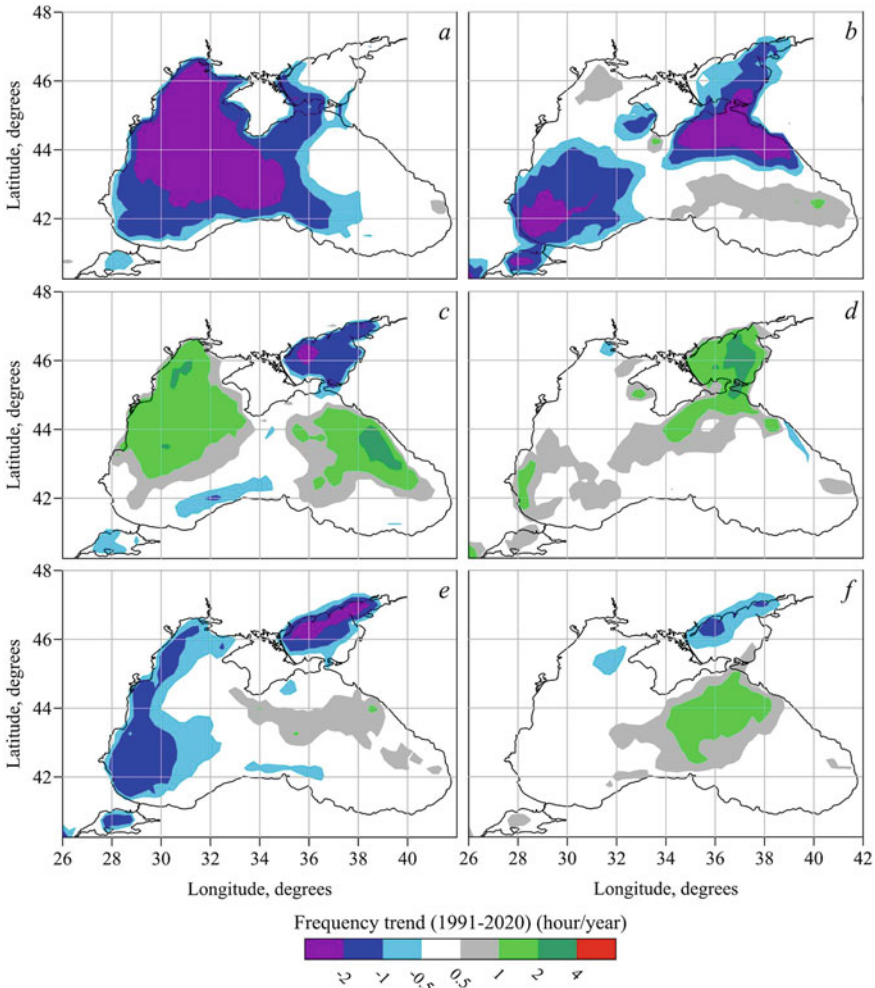 a
b
48
46
44
42
Latitude, degrees
c
d
48
46
44
42
Latitude, degrees
e
f
48
46
44
42
Latitude, degrees
26 28 30 32 34 36 38 40
26 28 30 32 34 36 38 40 42
Longitude, degrees
Longitude, degrees
Frequency trend (1991-2020) (hour/year)
-2 -1 -0.5 0.5 1 2 4